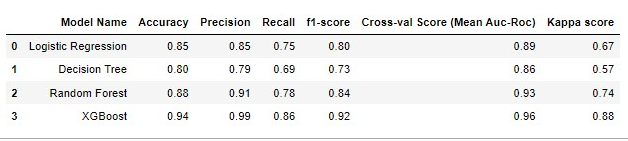 Model Name Accuracy Precision Recall f1-score Cross-val Score (Mean Auc-Roc) Kappa score
0 Logistic Regression 0.85 0.85 0.75 0.80 0.89 0.67
1 Decision Tree 0.80 0.79 0.69 0.73 0.86 0.57
2 Random Forest 0.88 0.91 0.78 0.84 0.93 0.74
3 XGBoost 0.94 0.99 0.86 0.92 0.96 0.88